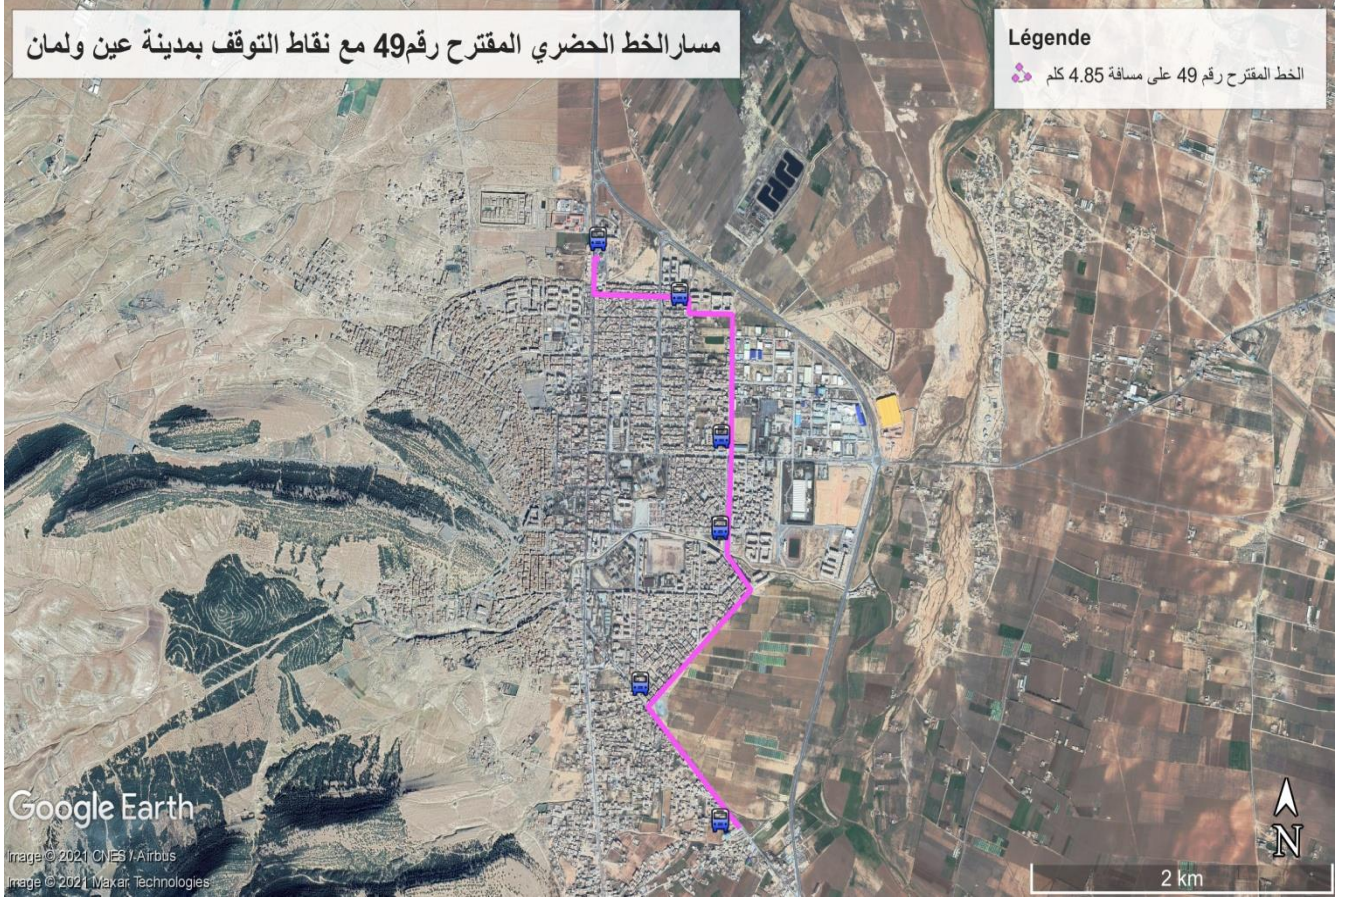 مسارالخط الحضري المقترح رقم49 مع نقاط التوقف بمدينة عين ولمان
Légende
الخط المقترح رقم 49 على مسافة 4.85 كلم
Google Earth
Image © 2021 CNES / Airbus
Image © 2021 Maxar Technologies
N
2 km